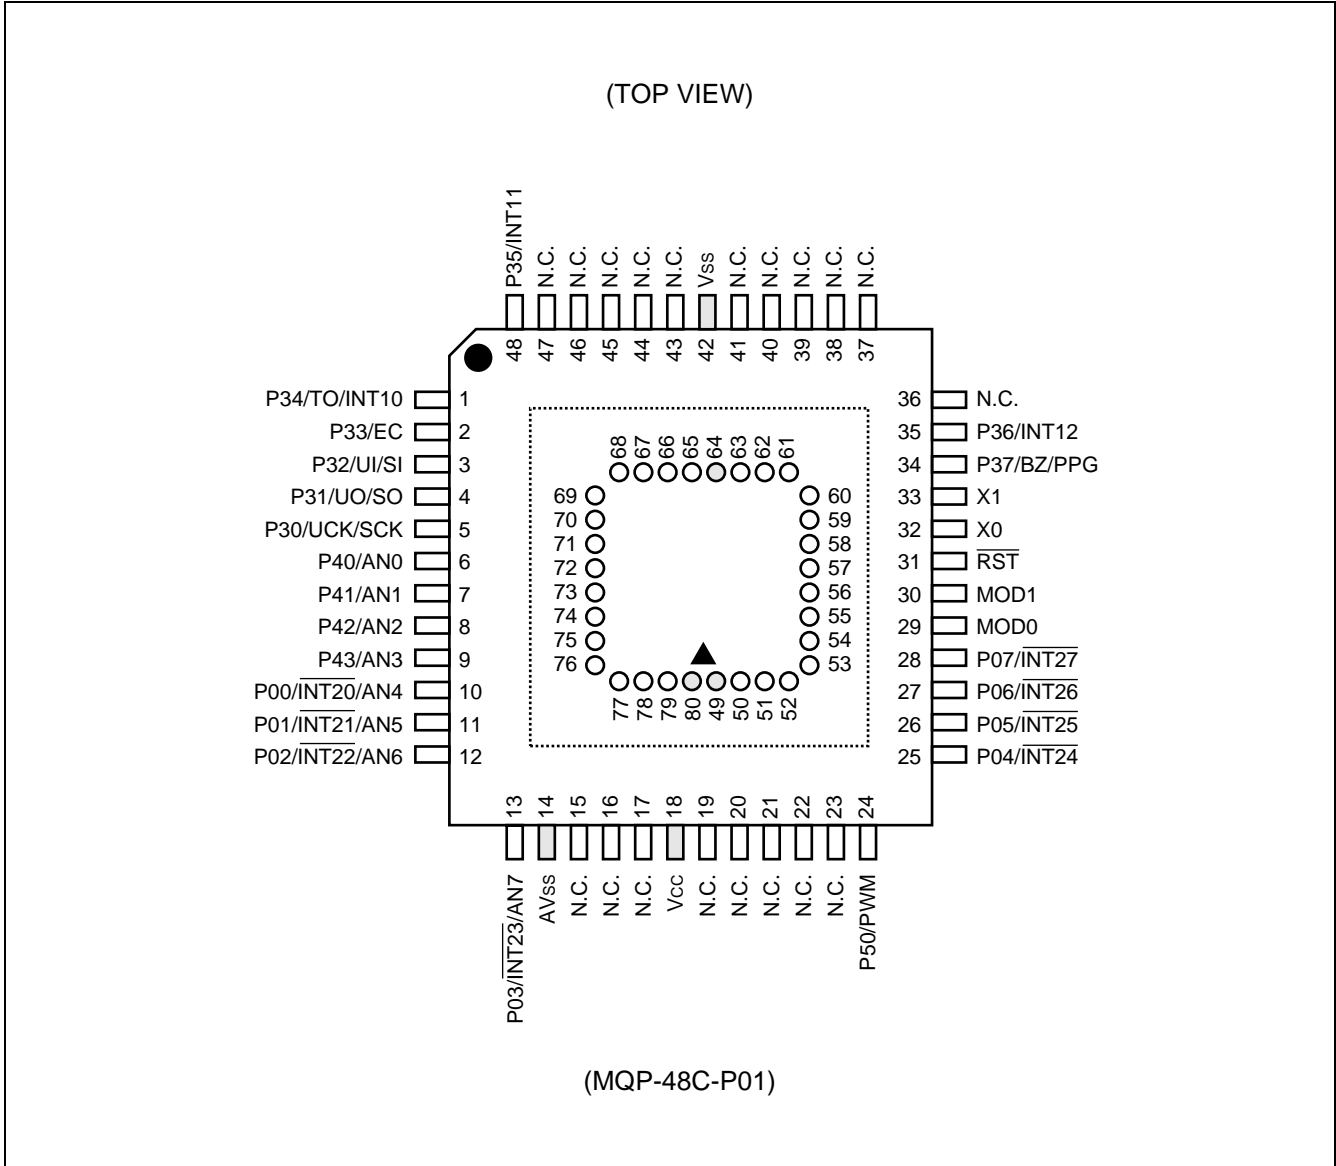 (TOP VIEW)
P35/INT11
N.C.
N.C.
N.C.
N.C.
N.C.
Vss
N.C.
N.C.
N.C.
N.C.
N.C.
48 47 46 45 44 43 42 41 40 39 38 37
P34/TO/INT10 1
P33/EC 2
P32/UI/SI 3
P31/UO/SO 4
P30/UCK/SCK 5
P40/AN0 6
P41/AN1 7
P42/AN2 8
P43/AN3 9
P00/INT20/AN4 10
P01/INT21/AN5 11
P02/INT22/AN6 12
68 67 66 65 64 63 62 61
69
70
71
72
73
74
75
76
60
59
58
57
56
55
54
53
77 78 79 80 49 50 51 52
36 N.C.
35 P36/INT12
34 P37/BZ/PPG
33 X1
32 X0
31 RST
30 MOD1
29 MOD0
28 P07/INT27
27 P06/INT26
26 P05/INT25
25 P04/INT24
13 14 15 16 17 18 19 20 21 22 23 24
P03/INT23/AN7
AVss
N.C.
N.C.
N.C.
Vcc
N.C.
N.C.
N.C.
N.C.
N.C.
P50/PWM
(MQP-48C-P01)